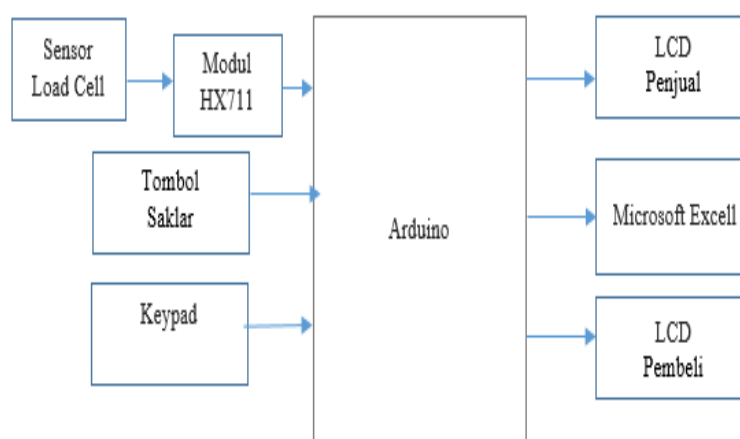 Sensor
Load Cell
Modul
HX711
Tombol
Saklar
Keypad
Arduino
LCD
Penjual
Microsoft Excell
LCD
Pembeli